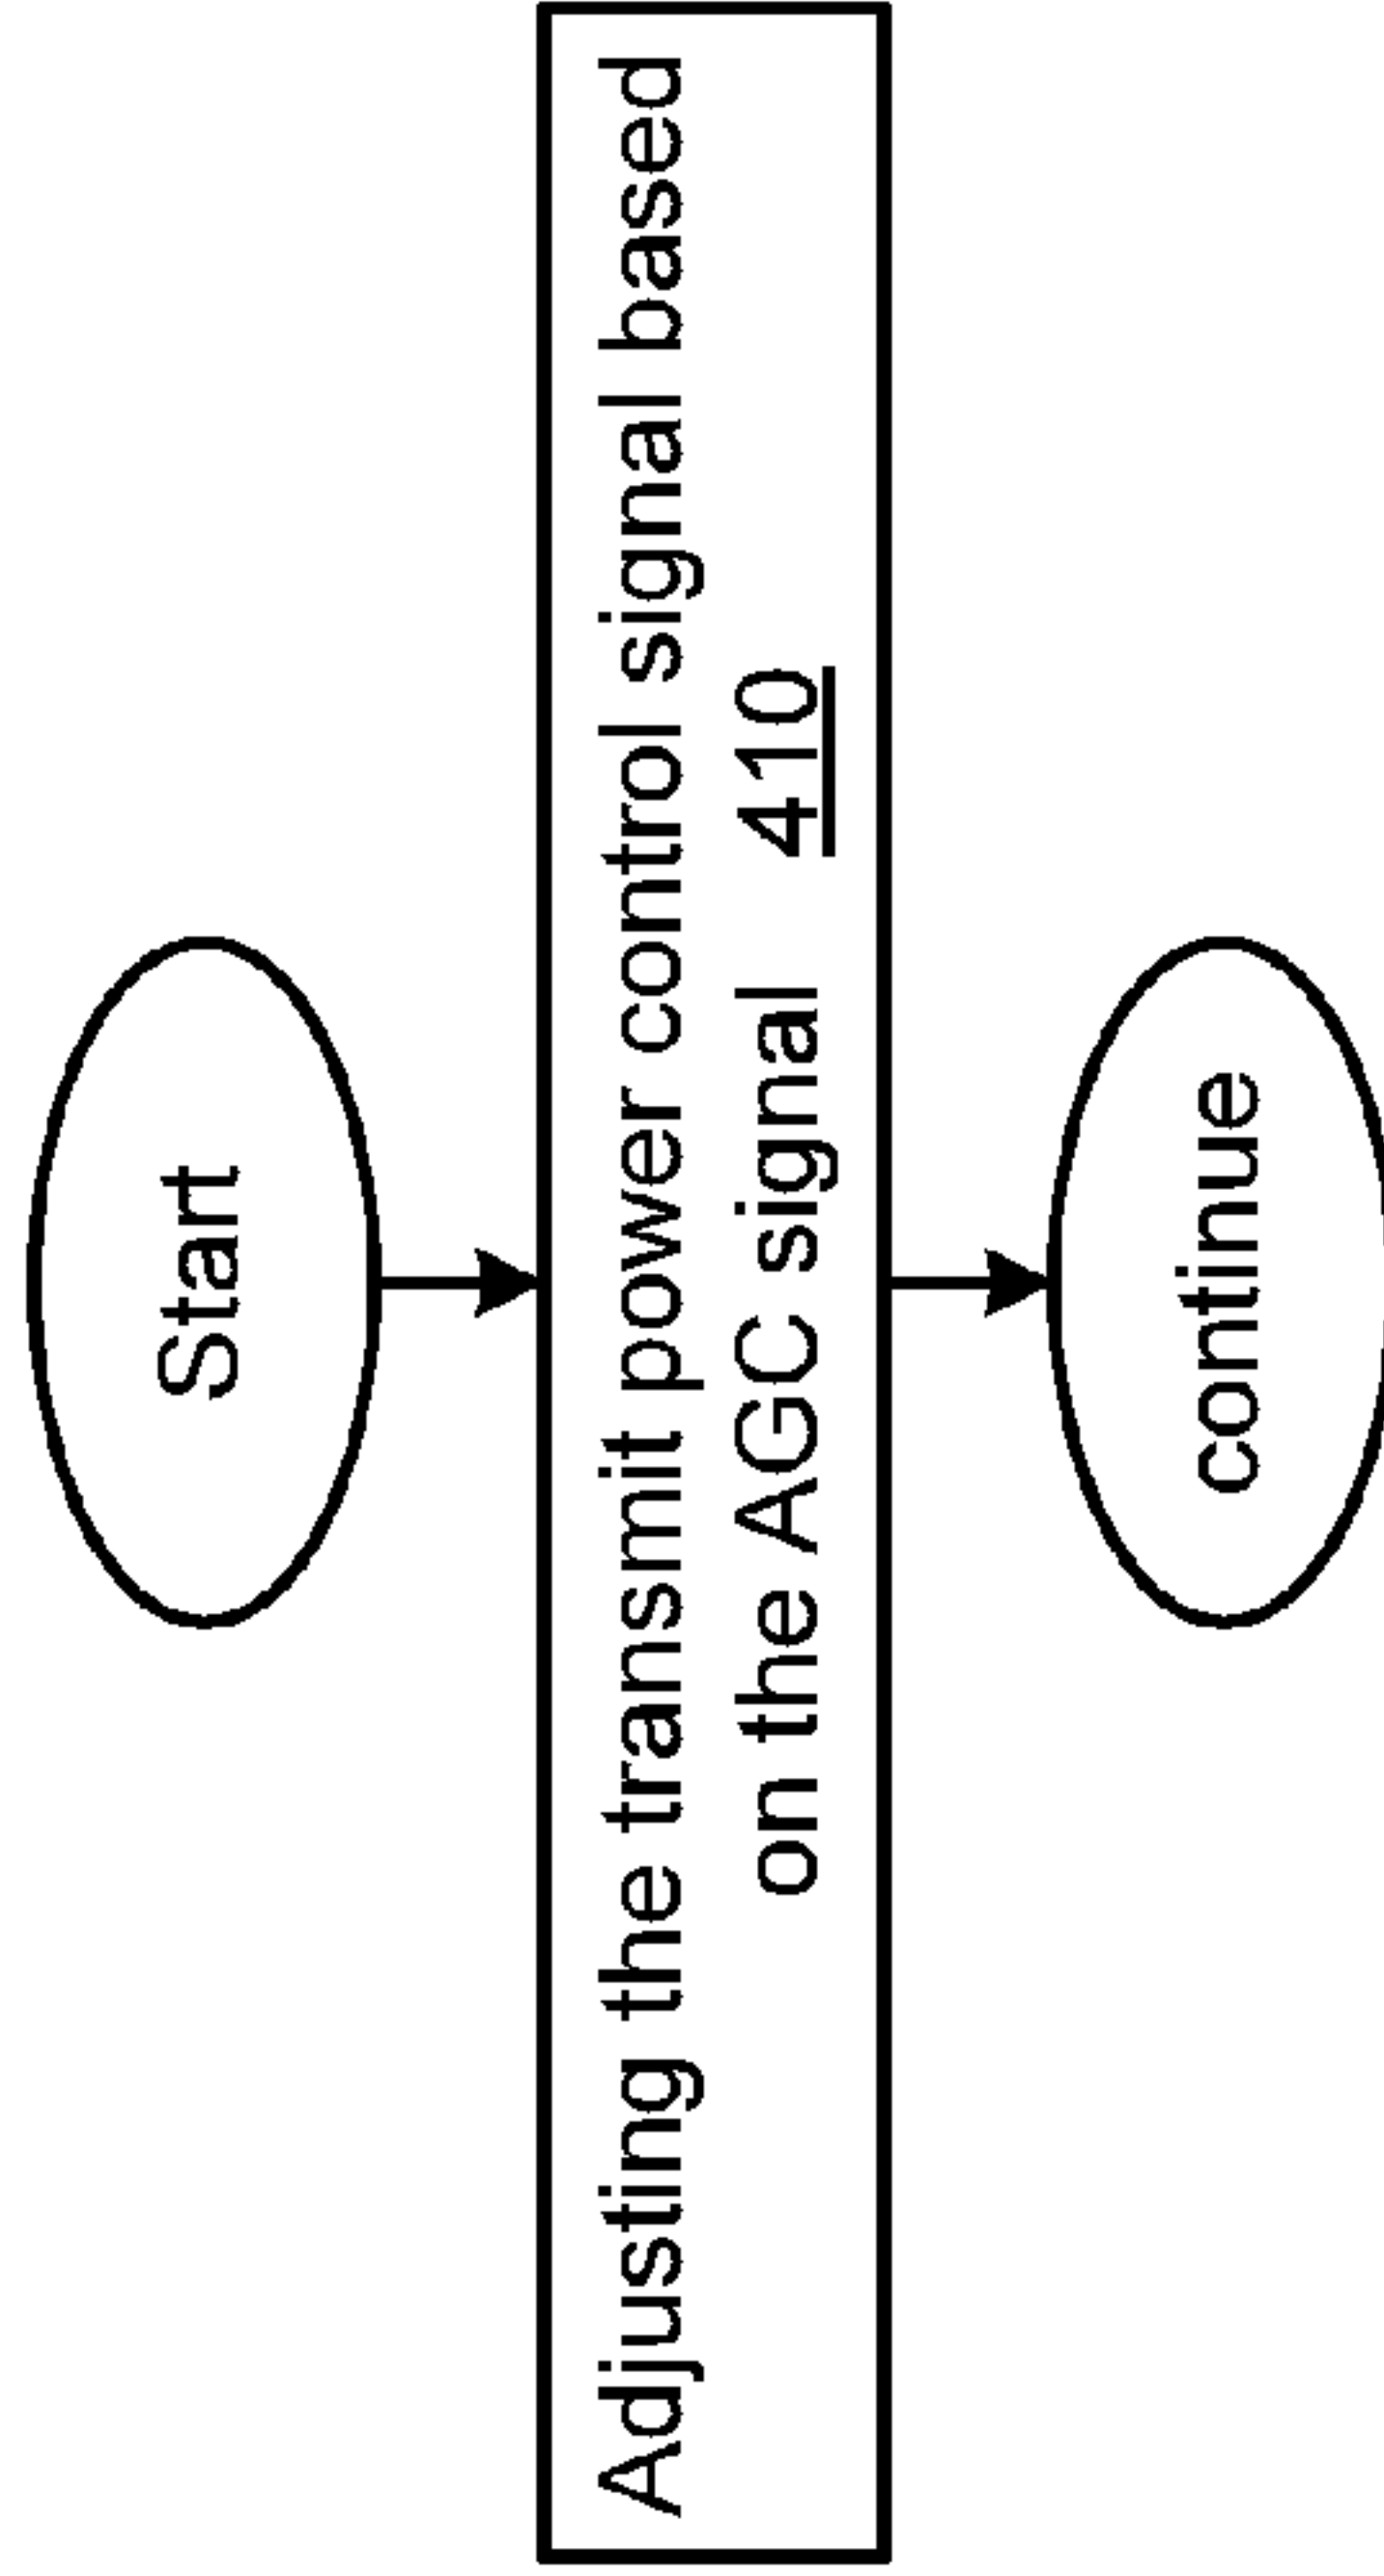 Start
Adjusting the transmit power control signal based
on the AGC signal 410
continue